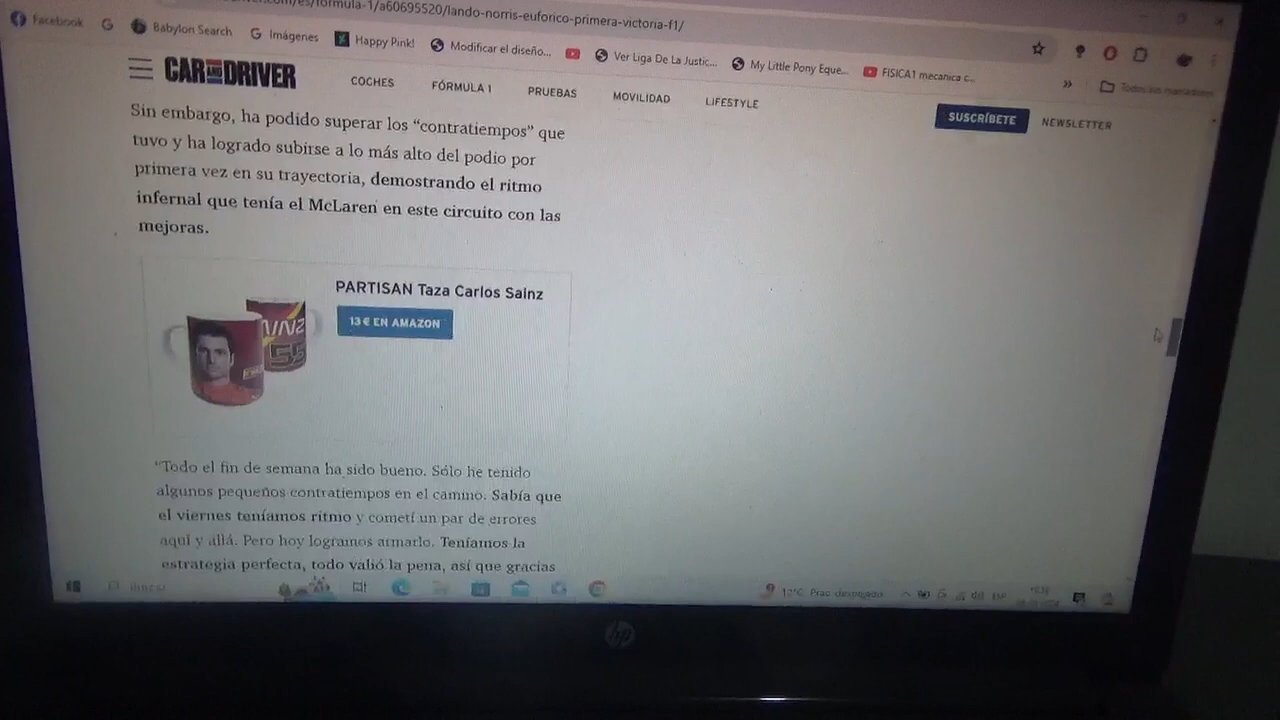 /es/formula-1/a60695520/lando-norris-euforico-primera-victoria-f1/
Facebook
Babylon Search
Imágenes
Happy Pink!
Modificar el diseño...
Ver Liga De La Justic...
My Little Pony Eque...
FISICA1 mecanica c...
»
Todos los marcadores
CAR AND DRIVER
COCHES
FÓRMULA 1
PRUEBAS
MOVILIDAD
LIFESTYLE
SUSCRÍBETE
NEWSLETTER
Sin embargo, ha podido superar los “contratiempos” que
tuvo y ha logrado subirse a lo más alto del podio por
primera vez en su trayectoria, demostrando el ritmo
infernal que tenía el McLaren en este circuito con las
mejoras.
PARTISAN Taza Carlos Sainz
13 € EN AMAZON
AINZ
55
“Todo el fin de semana ha sido bueno. Sólo he tenido
algunos pequeños contratiempos en el camino. Sabía que
el viernes teníamos ritmo y cometí un par de errores
aquí y allá. Pero hoy logramos armarlo. Teníamos la
estrategia perfecta, todo valió la pena, así que gracias
Buscar
12°C Prac. despejado
ESP
hp